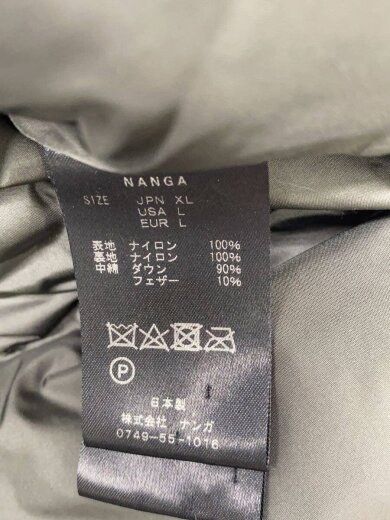 NANGA
SIZE JPN XL
USA L
EUR L
表地 ナイロン 100%
裏地 ナイロン 100%
中綿 ダウン 90%
フェザー 10%
P
日本製
株式会社 ナンガ
0749-55-1016